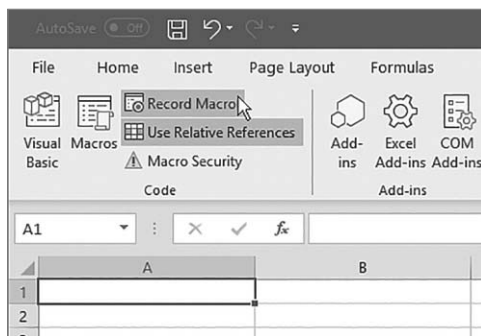 AutoSave Off
File Home Insert Page Layout Formulas
Visual Basic
Macros
Record Macro
Use Relative References
Macro Security
Code
Add-ins
Excel Add-ins
COM Add-ins
Add-ins
A1 fx
A B
1
2